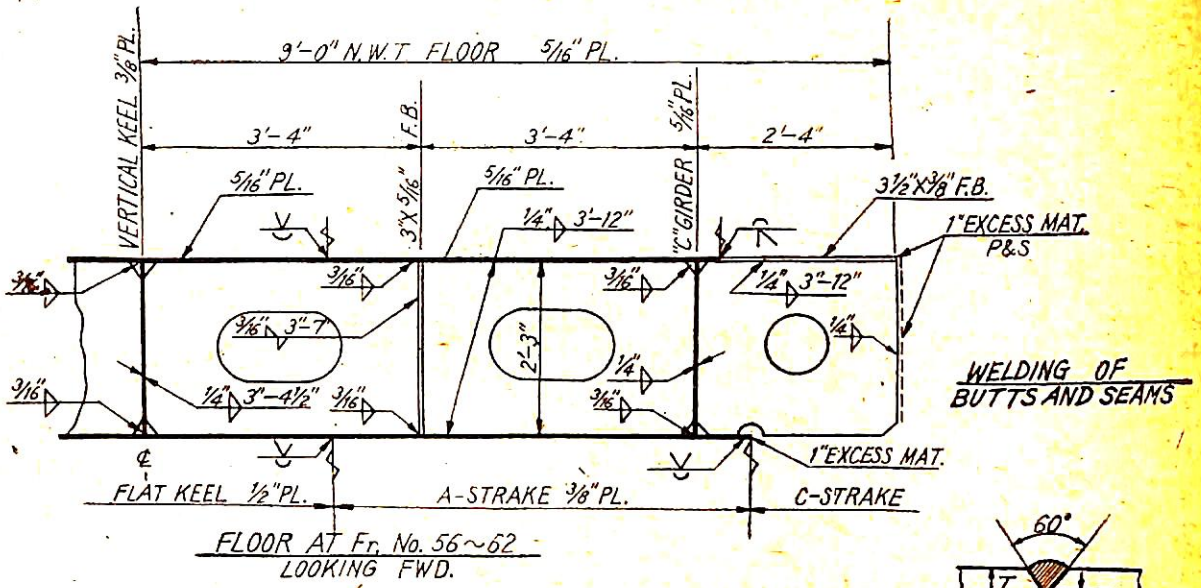 9'-0" N.W.T FLOOR 5/16" PL.
VERTICAL KEEL 3/8" PL.
3'-4"
3"X 5/16" F.B.
3'-4"
"C" GIRDER 5/16" PL.
2'-4"
5/16" PL.
5/16" PL.
3 1/2"X3/8" F.B.
1/4" 3'-12"
1" EXCESS MAT.
P&S
3/16"
3/16"
3/16"
1/4" 3"-12"
3/16" 3"-7"
2'-3"
1/4"
1/4"
WELDING OF
BUTTS AND SEAMS
3/16"
1/4" 3"-4 1/2"
3/16"
3/16"
1" EXCESS MAT.
℄
FLAT KEEL 1/2" PL.
A-STRAKE 3/8" PL.
C-STRAKE
FLOOR AT Fr. No. 56~62
LOOKING FWD.
60°
T